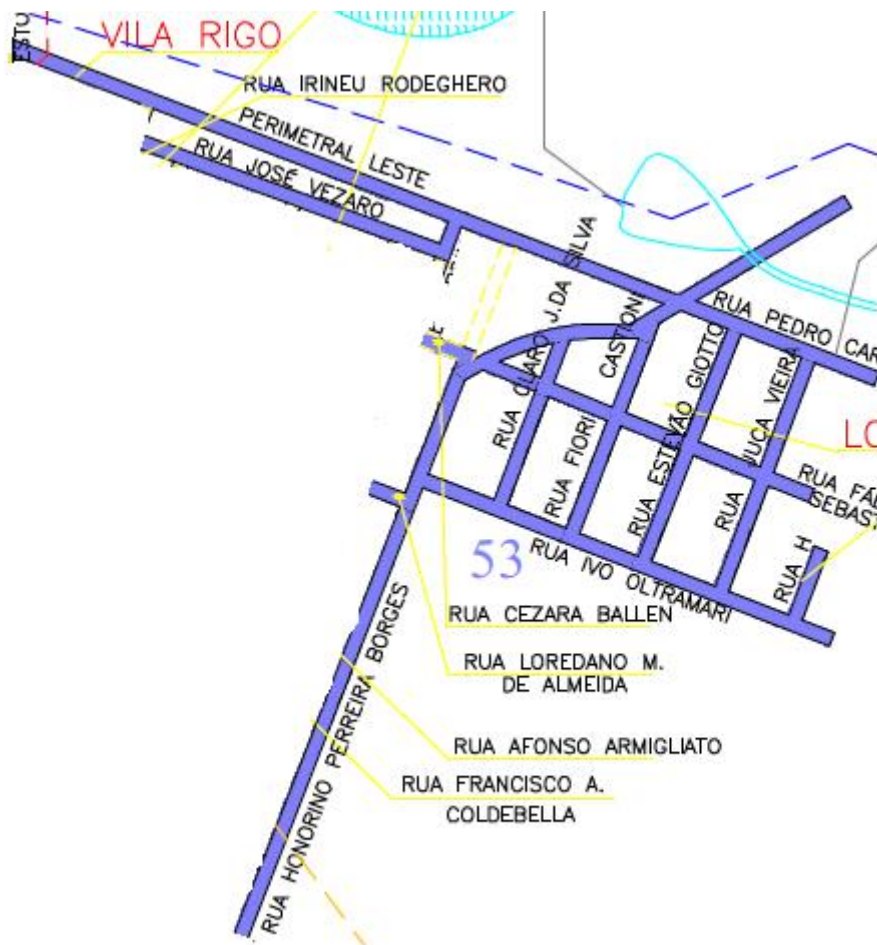 VILA RIGO
RUA IRINEU RODEGHERO
PERIMETRAL LESTE
RUA JOSÉ VEZARO
RUA CLARO J.DA SILVA
CASTIONI
RUA PEDRO CAR
RUA FIORI
RUA ESTEVÃO GIOTTO
RUA JUCA VIEIRA
LO
RUA
SEBAST
RUA H
53
RUA IVO OLTRAMARI
RUA CEZARA BALLEN
RUA LOREDANO M.
DE ALMEIDA
RUA HONORINO PERREIRA BORGES
RUA AFONSO ARMIGLIATO
RUA FRANCISCO A.
COLDEBELLA